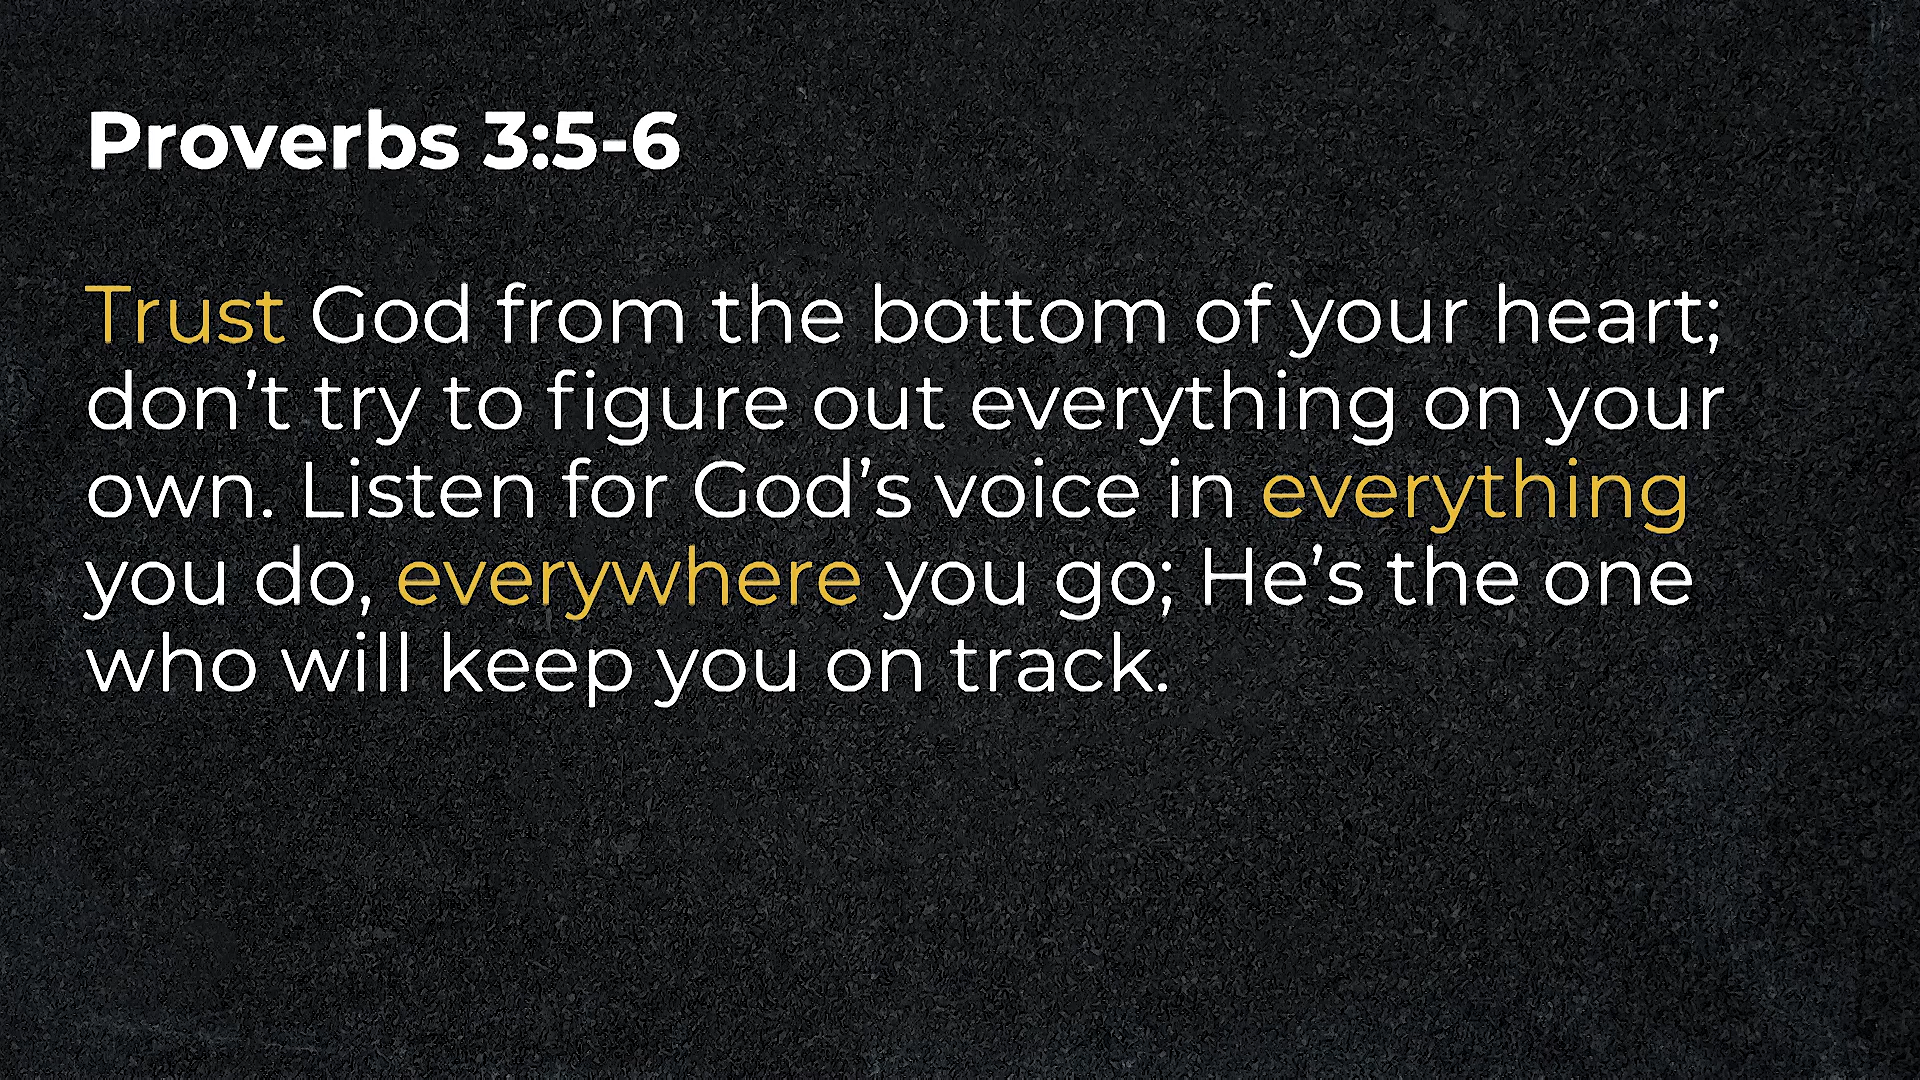 Proverbs 3:5-6
Trust God from the bottom of your heart;
don’t try to figure out everything on your
own. Listen for God’s voice in everything
you do, everywhere you go; He’s the one
who will keep you on track.